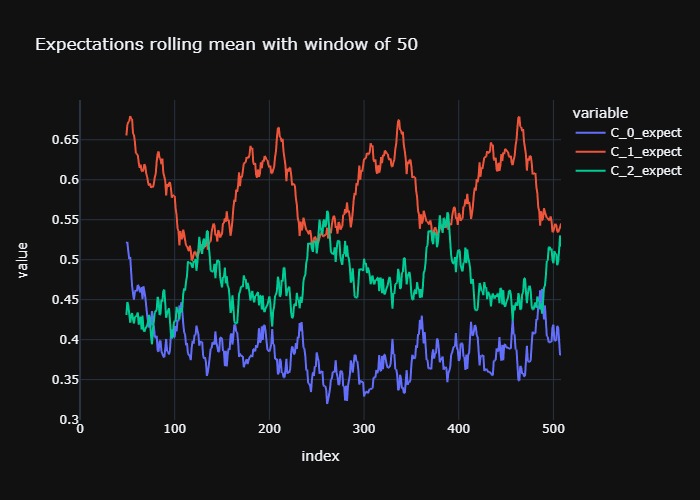 Expectations rolling mean with window of 50
variable
C_0_expect
C_1_expect
C_2_expect
value
0.65
0.6
0.55
0.5
0.45
0.4
0.35
0.3
0
100
200
300
400
500
index